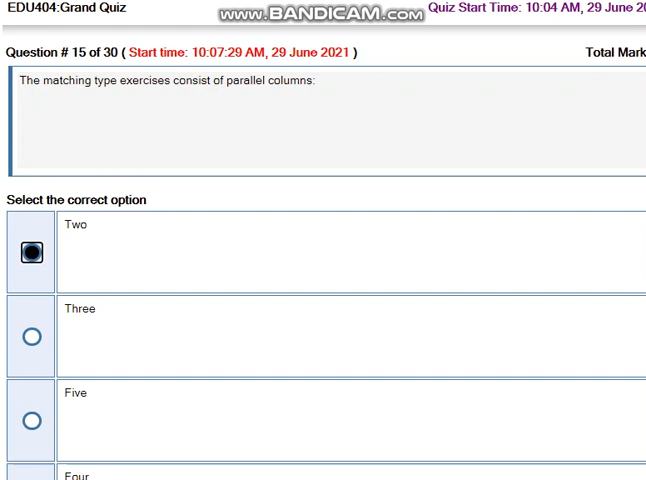 EDU404:Grand Quiz
www.BANDICAM.com
Quiz Start Time: 10:04 AM, 29 June
Question # 15 of 30 ( Start time: 10:07:29 AM, 29 June 2021 )
Total Mark
The matching type exercises consist of parallel columns:
Select the correct option
Two
Three
Five
Four